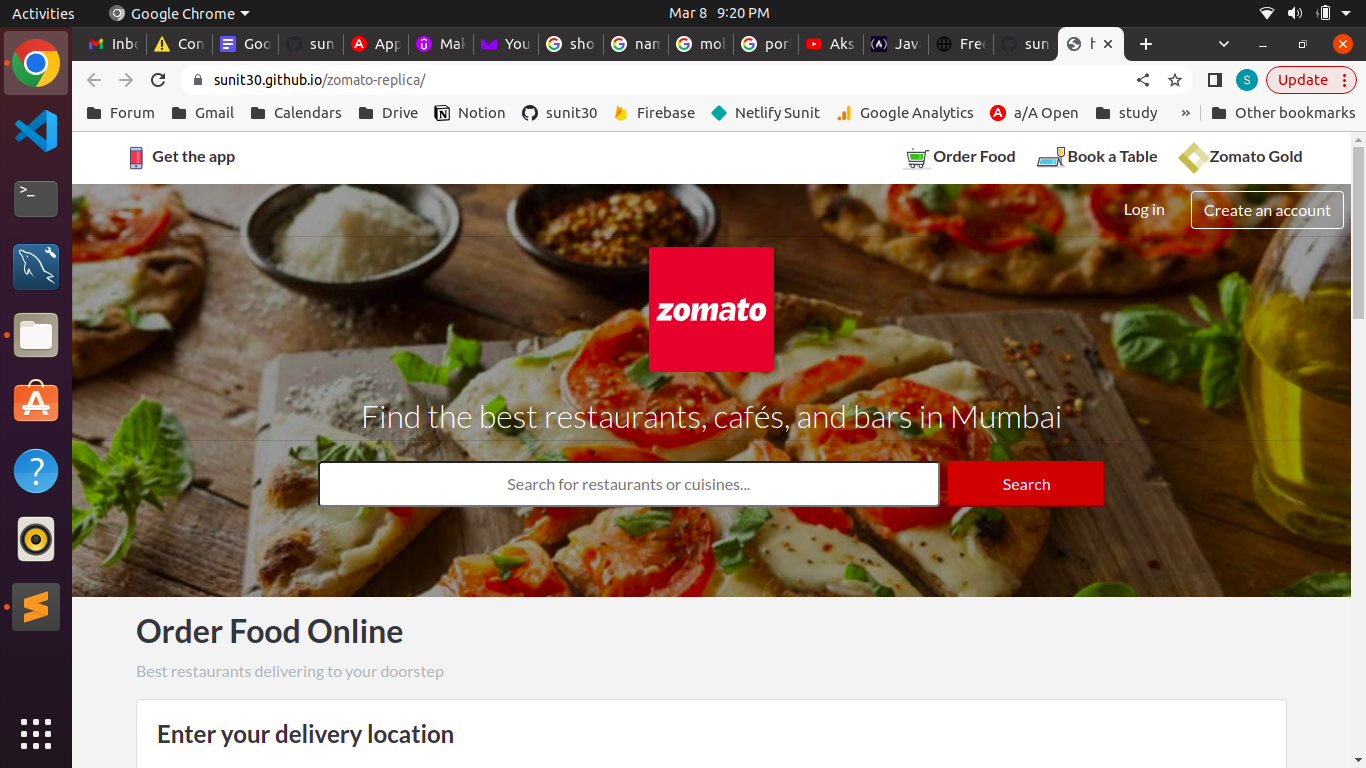 Activities Google Chrome Mar 8 9:20 PM
Inb Con Goo sun App Mak You sho nan mol por Aks Java Free sun h
sunit30.github.io/zomato-replica/ S Update
Forum Gmail Calendars Drive Notion sunit30 Firebase Netlify Sunit Google Analytics a/A Open study » Other bookmarks
Get the app Order Food Book a Table Zomato Gold
Log in Create an account
zomato
Find the best restaurants, cafés, and bars in Mumbai
Search for restaurants or cuisines... Search
Order Food Online
Best restaurants delivering to your doorstep
Enter your delivery location